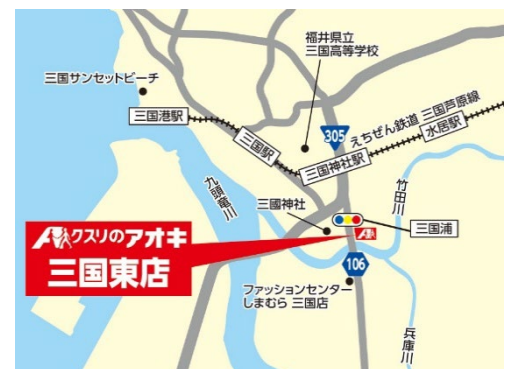 福井県立
三国高等学校
三国サンセットビーチ
三国港駅
305
えちぜん鉄道 三国芦原線
水居駅
三国駅
三国神社駅
九頭竜川
竹田川
三國神社
三国浦
クスリのアオキ
三国東店
106
ファッションセンター
しまむら 三国店
兵庫川